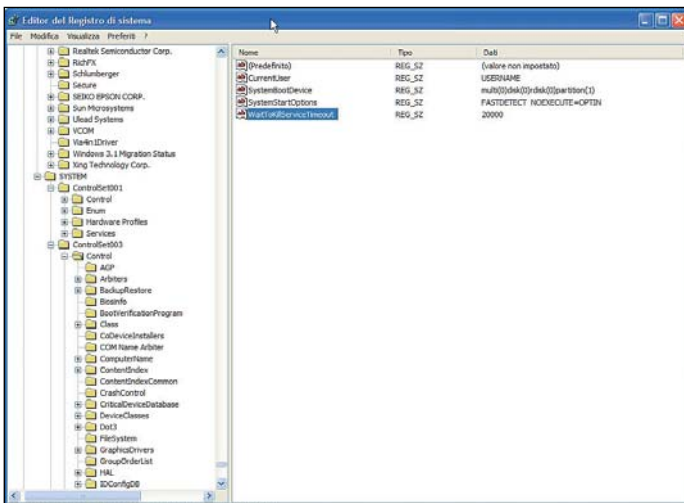 Editor del Registro di sistema
File Modifica Visualizza Preferiti ?
Realtek Semiconductor Corp.
RichFX
Schlumberger
Secure
SEIKO EPSON CORP.
Sun Microsystems
Ulead Systems
VCOM
Via4in1Driver
Windows 3.1 Migration Status
Xing Technology Corp.
SYSTEM
ControlSet001
Control
Enum
Hardware Profiles
Services
ControlSet003
Control
AGP
Arbiters
BackupRestore
Biosinfo
BootVerificationProgram
Class
CoDeviceInstallers
COM Name Arbiter
ComputerName
ContentIndex
ContentIndexCommon
CrashControl
CriticalDeviceDatabase
DeviceClasses
Dot3
FileSystem
GraphicsDrivers
GroupOrderList
HAL
IDConfigDB
Nome Tipo Dati
(Predefinito) REG_SZ (valore non impostato)
CurrentUser REG_SZ USERNAME
SystemBootDevice REG_SZ multi(0)disk(0)rdisk(0)partition(1)
SystemStartOptions REG_SZ FASTDETECT NOEXECUTE=OPTIN
WaitToKillServiceTimeout REG_SZ 20000